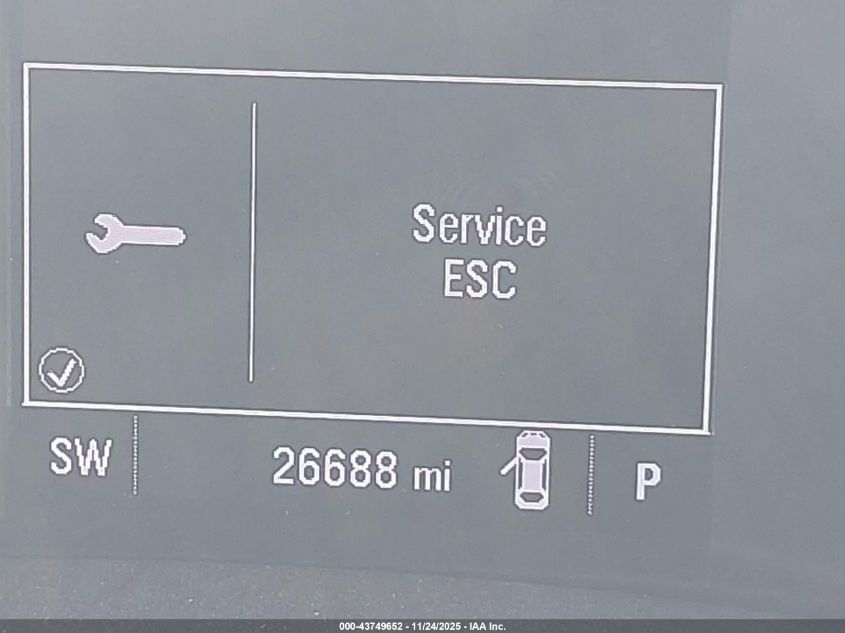 Service
ESC
SW
26688 mi
P
000-43749652 - 11/24/2025 - IAA Inc.